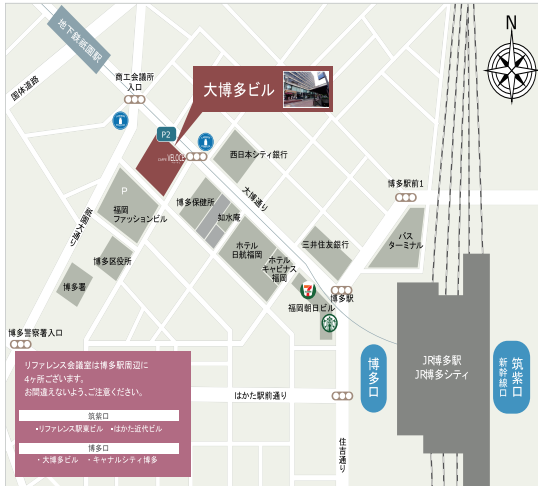 地下鉄祇園駅
国体道路
商工会議所
入口
大博多ビル
N
P2
CAFFE VELOCE
西日本シティ銀行
博多駅前1
P
福岡
ファッションビル
博多保健所
知水庵
大博通り
祇園大通り
博多区役所
博多署
ホテル
日航福岡
ホテル
キャビナス
福岡
三井住友銀行
バス
ターミナル
7
福岡朝日ビル
博多駅
博多警察署入口
JR博多駅
JR博多シティ
博多口
筑紫口
新幹線口
はかた駅前通り
住吉通り
リファレンス会議室は博多駅周辺に
4ヶ所ございます。
お間違えないよう、ご注意ください。
筑紫口
•リファレンス駅東ビル •はかた近代ビル
博多口
・大博多ビル ・キャナルシティ博多